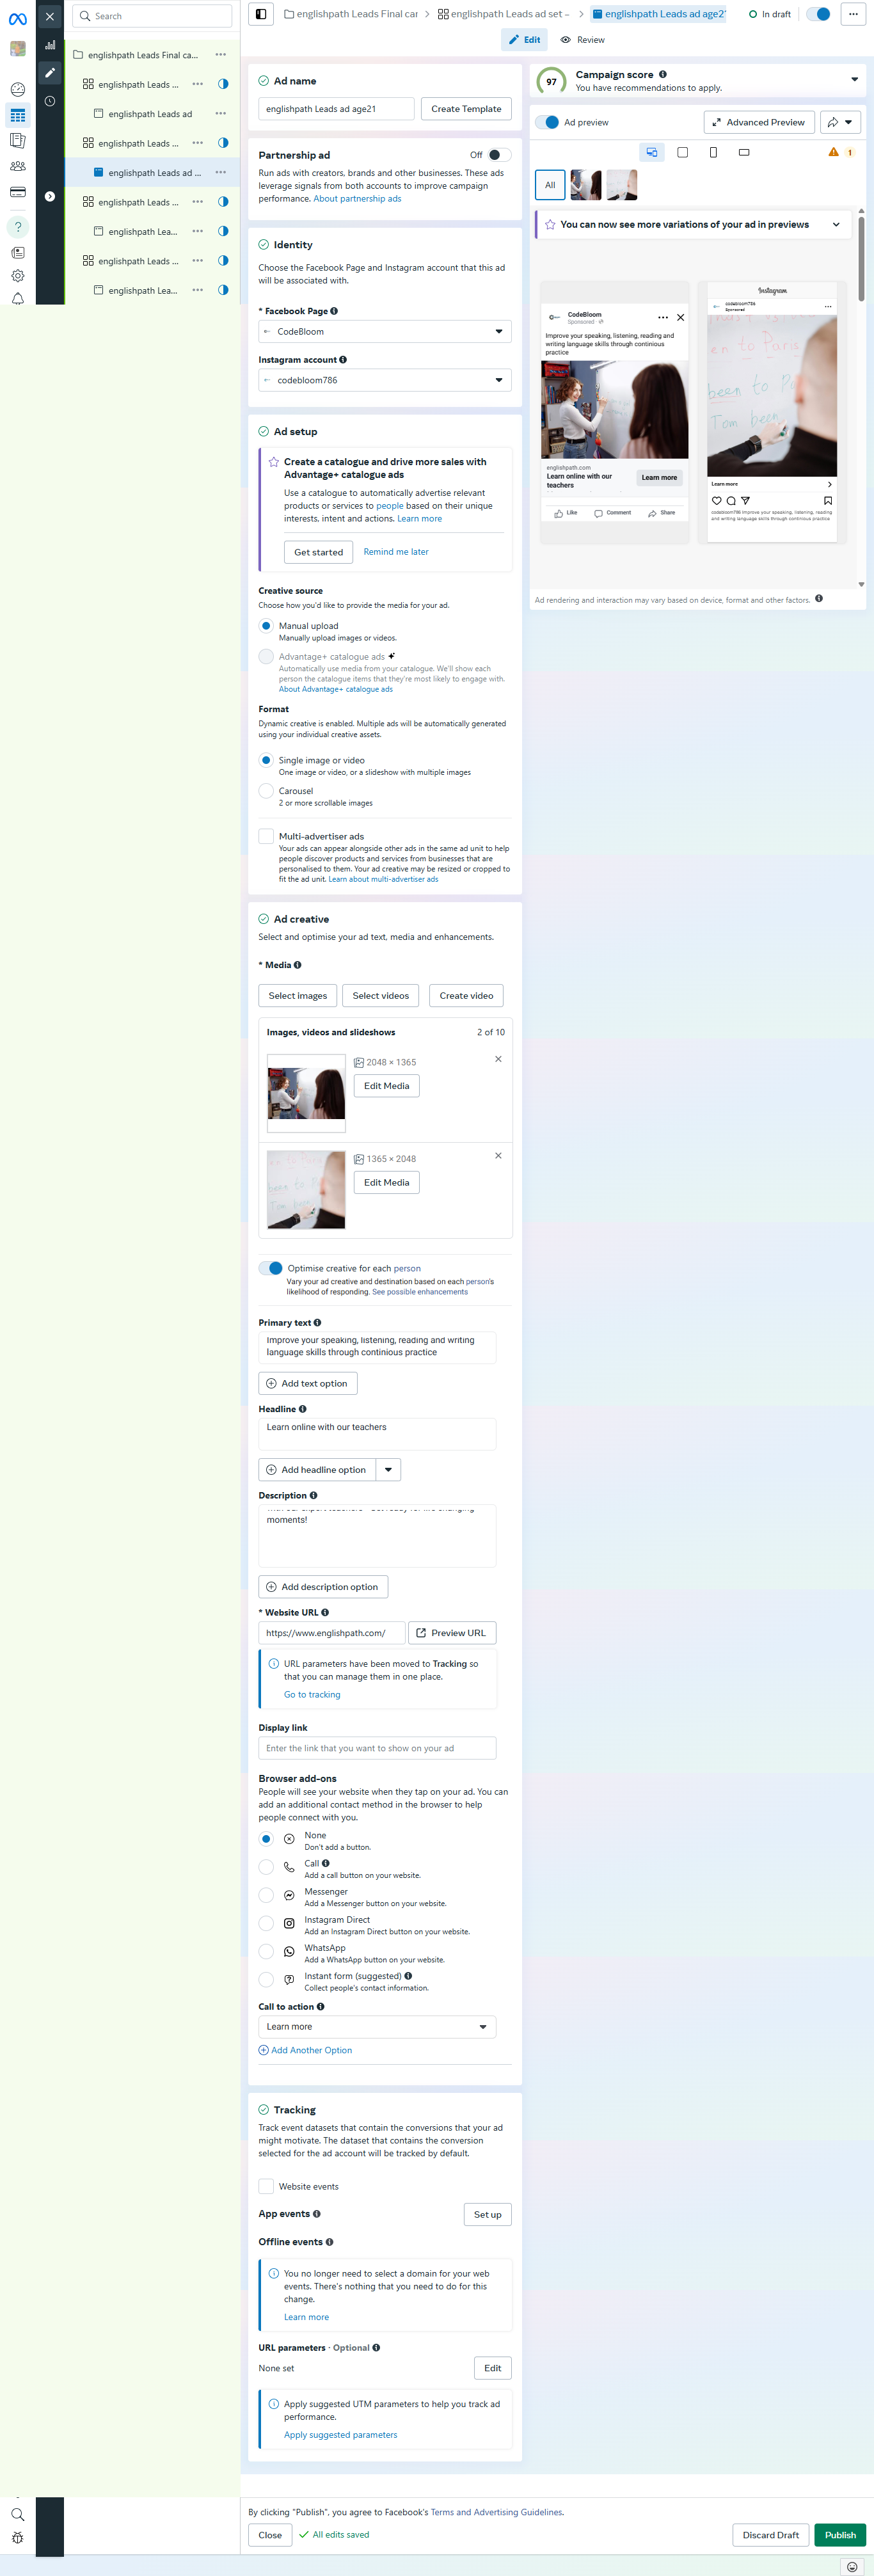 Search
englishpath Leads Final ca...
englishpath Leads ...
englishpath Leads ad
englishpath Leads ...
englishpath Leads ad ...
englishpath Leads ...
englishpath Lea...
englishpath Leads ...
englishpath Lea...
englishpath Leads Final car
englishpath Leads ad set –
englishpath Leads ad age2
In draft
Edit
Review
Ad name
englishpath Leads ad age21
Create Template
Partnership ad
Off
Run ads with creators, brands and other businesses. These ads
leverage signals from both accounts to improve campaign
performance. About partnership ads
Identity
Choose the Facebook Page and Instagram account that this ad
will be associated with.
* Facebook Page
CodeBloom
Instagram account
codebloom786
Ad setup
Create a catalogue and drive more sales with
Advantage+ catalogue ads
Use a catalogue to automatically advertise relevant
products or services to people based on their unique
interests, intent and actions. Learn more
Get started
Remind me later
Creative source
Choose how you'd like to provide the media for your ad.
Manual upload
Manually upload images or videos.
Advantage+ catalogue ads
Automatically use media from your catalogue. We'll show each
person the catalogue items that they're most likely to engage with.
About Advantage+ catalogue ads
Format
Dynamic creative is enabled. Multiple ads will be automatically generated
using your individual creative assets.
Single image or video
One image or video, or a slideshow with multiple images
Carousel
2 or more scrollable images
Multi-advertiser ads
Your ads can appear alongside other ads in the same ad unit to help
people discover products and services from businesses that are
personalised to them. Your ad creative may be resized or cropped to
fit the ad unit. Learn about multi-advertiser ads
Ad creative
Select and optimise your ad text, media and enhancements.
* Media
Select images
Select videos
Create video
Images, videos and slideshows
2 of 10
2048 × 1365
Edit Media
1365 × 2048
Edit Media
Optimise creative for each person
Vary your ad creative and destination based on each person's
likelihood of responding. See possible enhancements
Primary text
Improve your speaking, listening, reading and writing
language skills through continious practice
Add text option
Headline
Learn online with our teachers
Add headline option
Description
moments!
Add description option
* Website URL
https://www.englishpath.com/
Preview URL
URL parameters have been moved to Tracking so
that you can manage them in one place.
Go to tracking
Display link
Enter the link that you want to show on your ad
Browser add-ons
People will see your website when they tap on your ad. You can
add an additional contact method in the browser to help
people connect with you.
None
Don't add a button.
Call
Add a call button on your website.
Messenger
Add a Messenger button on your website.
Instagram Direct
Add an Instagram Direct button on your website.
WhatsApp
Add a WhatsApp button on your website.
Instant form (suggested)
Collect people's contact information.
Call to action
Learn more
Add Another Option
Tracking
Track event datasets that contain the conversions that your ad
might motivate. The dataset that contains the conversion
selected for the ad account will be tracked by default.
Website events
App events
Set up
Offline events
You no longer need to select a domain for your web
events. There's nothing that you need to do for this
change.
Learn more
URL parameters · Optional
None set
Edit
Apply suggested UTM parameters to help you track ad
performance.
Apply suggested parameters
97
Campaign score
You have recommendations to apply.
Ad preview
Advanced Preview
1
All
You can now see more variations of your ad in previews
CodeBloom
Sponsored
Improve your speaking, listening, reading and
writing language skills through continious
practice
englishpath.com
Learn online with our
teachers
Learn more
Like
Comment
Share
Instagram
codebloom786
Sponsored
en to Paris
been to P
Tom been
Learn more
codebloom786 Improve your speaking, listening, reading
and writing language skills through continious practice
Ad rendering and interaction may vary based on device, format and other factors.
By clicking "Publish", you agree to Facebook's Terms and Advertising Guidelines.
Close
All edits saved
Discard Draft
Publish